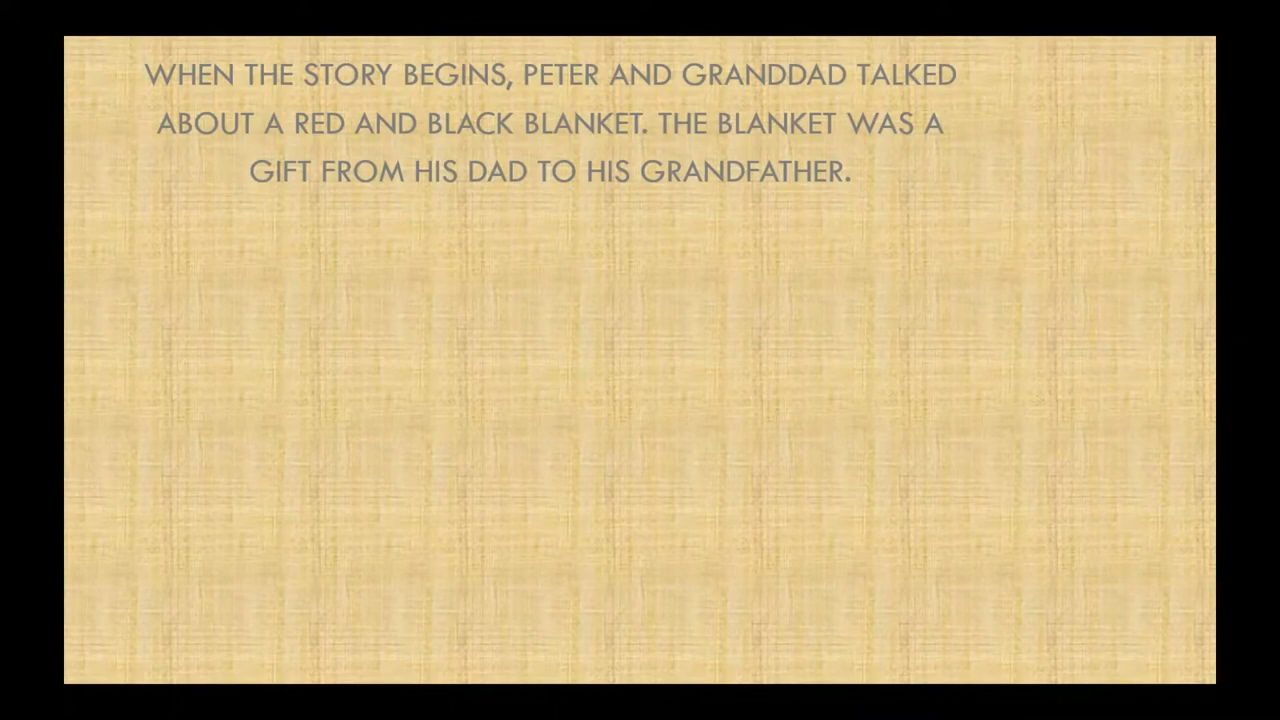 WHEN THE STORY BEGINS, PETER AND GRANDDAD TALKED
ABOUT A RED AND BLACK BLANKET. THE BLANKET WAS A
GIFT FROM HIS DAD TO HIS GRANDFATHER.